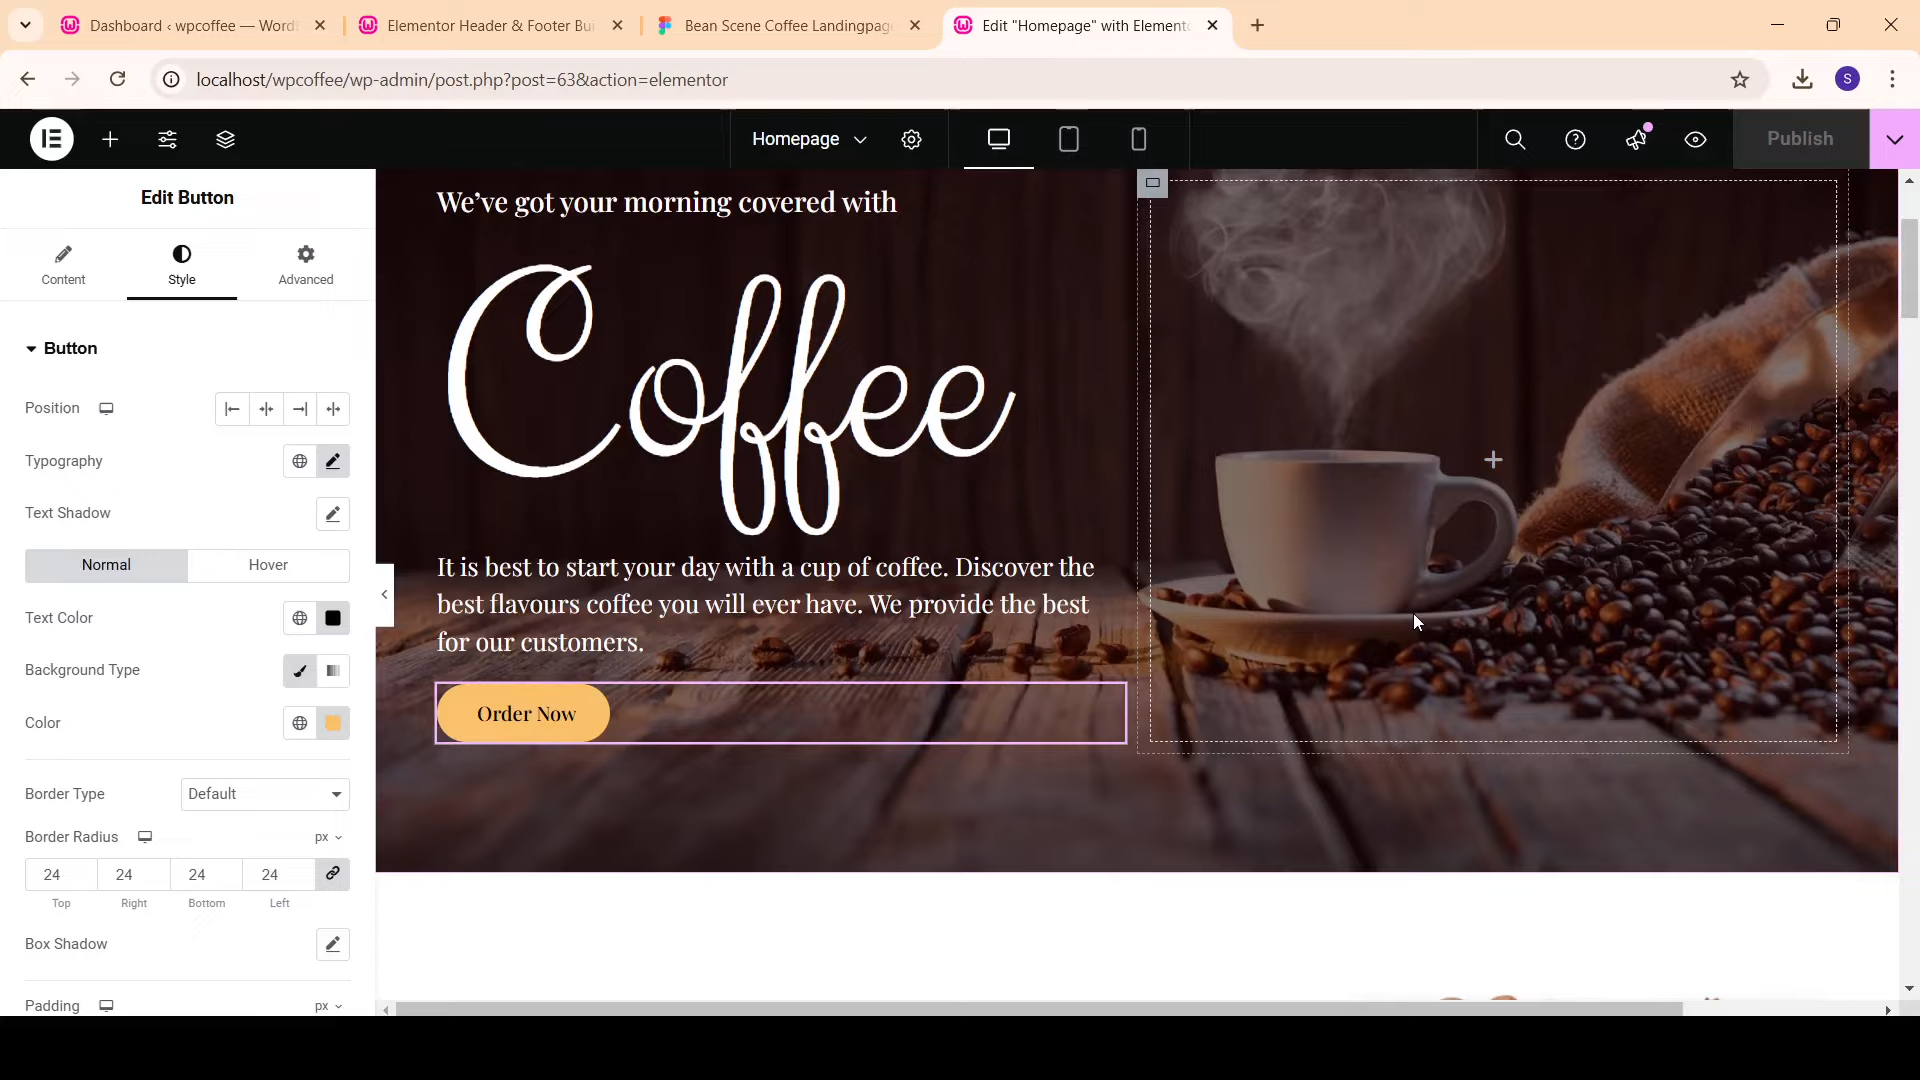 Dashboard ‹ wpcoffee — Word
Elementor Header & Footer Bui
Bean Scene Coffee Landingpage
Edit "Homepage" with Elemento
localhost/wpcoffee/wp-admin/post.php?post=63&action=elementor
S
Homepage
Publish
Edit Button
Content
Style
Advanced
Button
Position
Typography
Text Shadow
Normal
Hover
Text Color
Background Type
Color
Border Type
Default
Border Radius
px
24
24
24
24
Top
Right
Bottom
Left
Box Shadow
Padding
px
We’ve got your morning covered with
Coffee
It is best to start your day with a cup of coffee. Discover the
best flavours coffee you will ever have. We provide the best
for our customers.
Order Now